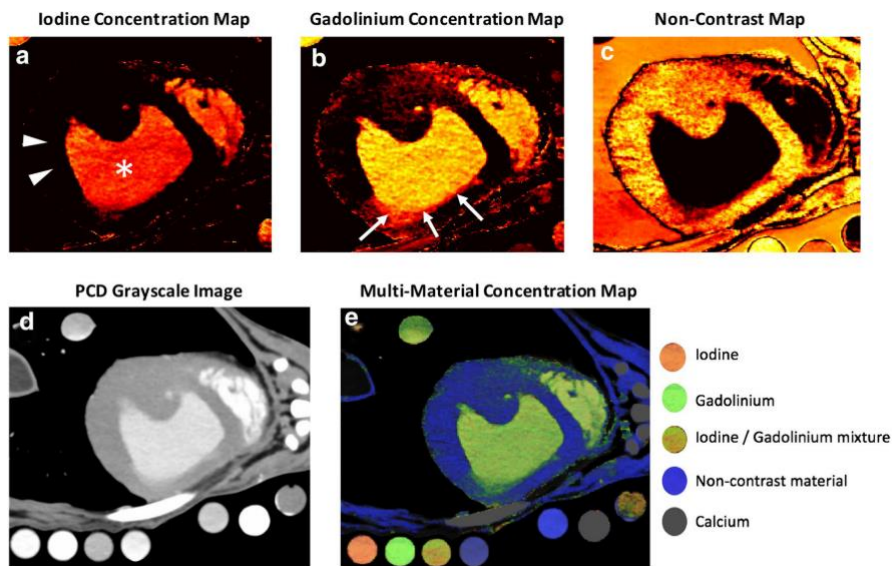 Iodine Concentration Map
Gadolinium Concentration Map
Non-Contrast Map
a
b
c
*
PCD Grayscale Image
Multi-Material Concentration Map
d
e
Iodine
Gadolinium
Iodine / Gadolinium mixture
Non-contrast material
Calcium